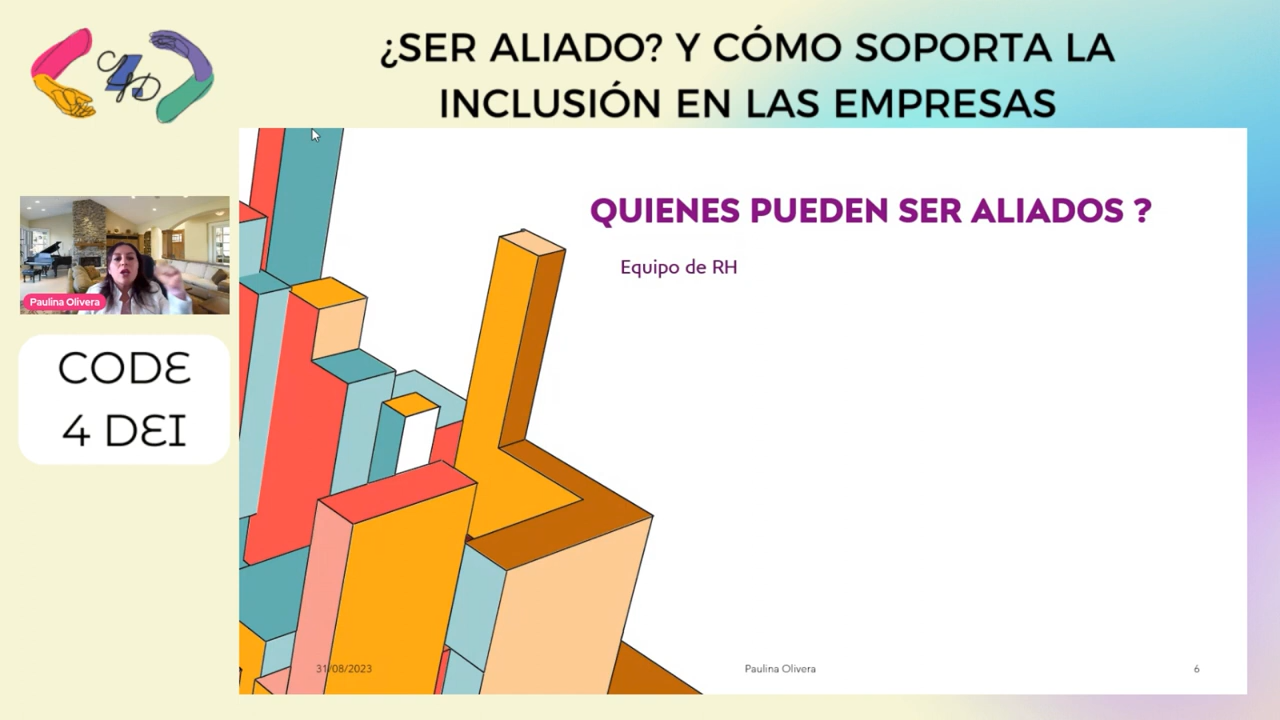 ¿SER ALIADO? Y CÓMO SOPORTA LA
INCLUSIÓN EN LAS EMPRESAS
QUIENES PUEDEN SER ALIADOS ?
Equipo de RH
Paulina Olivera
CODE
4 DEI
31/08/2023
Paulina Olivera
6